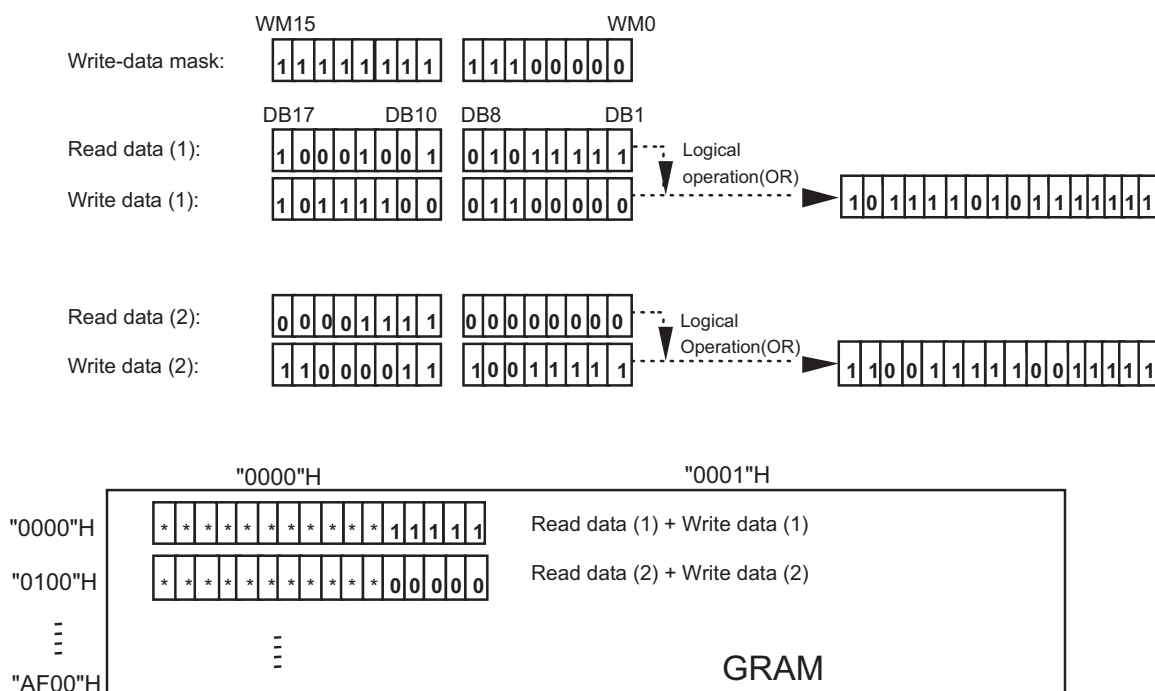 WM15 WM0
Write-data mask: 1 1 1 1 1 1 1 1 1 1 1 0 0 0 0 0
DB17 DB10 DB8 DB1
Read data (1): 1 0 0 0 1 0 0 1 0 1 0 1 1 1 1 1 Logical
operation(OR)
Write data (1): 1 0 1 1 1 1 0 0 0 1 1 0 0 0 0 0 1 0 1 1 1 1 0 1 0 1 1 1 1 1 1 1
Read data (2): 0 0 0 0 1 1 1 1 0 0 0 0 0 0 0 0 Logical
Operation(OR)
Write data (2): 1 1 0 0 0 0 1 1 1 0 0 1 1 1 1 1 1 1 0 0 1 1 1 1 1 0 0 1 1 1 1 1
"0000"H "0001"H
"0000"H * * * * * * * * * * * 1 1 1 1 1 Read data (1) + Write data (1)
"0100"H * * * * * * * * * * * 0 0 0 0 0 Read data (2) + Write data (2)
GRAM
"AF00"H